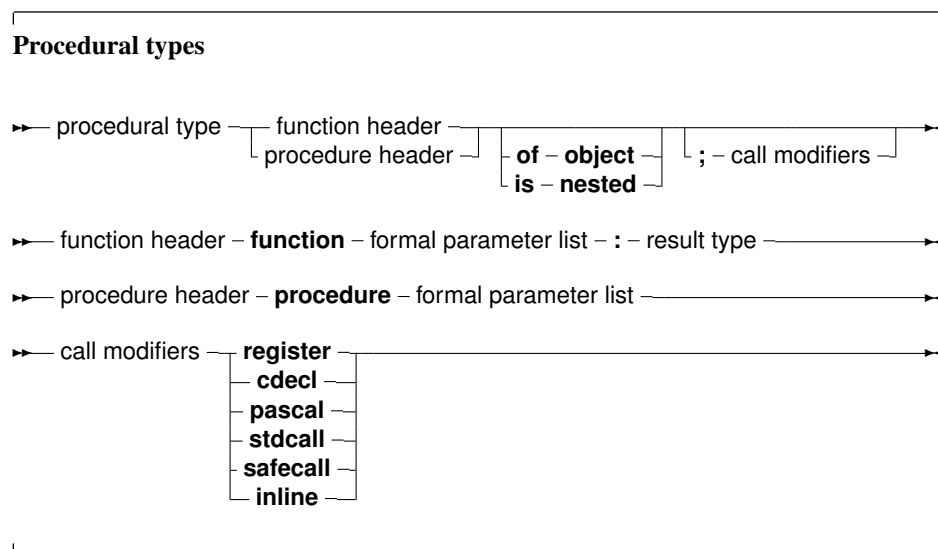 Procedural types
procedural type function header
procedure header of object ; call modifiers
is nested
function header function formal parameter list : result type
procedure header procedure formal parameter list
call modifiers register
cdecl
pascal
stdcall
safecall
inline